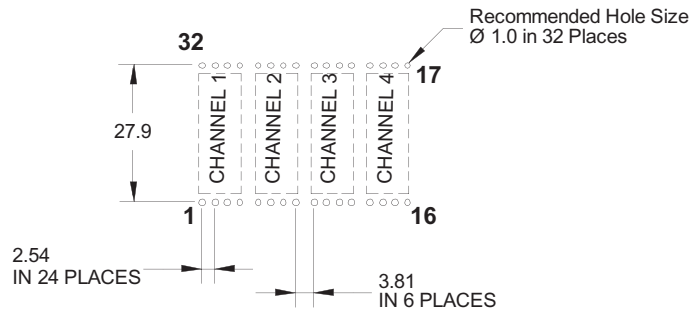 Recommended Hole Size
Ø 1.0 in 32 Places
32
17
CHANNEL 1
CHANNEL 2
CHANNEL 3
CHANNEL 4
27.9
1
16
2.54
IN 24 PLACES
3.81
IN 6 PLACES